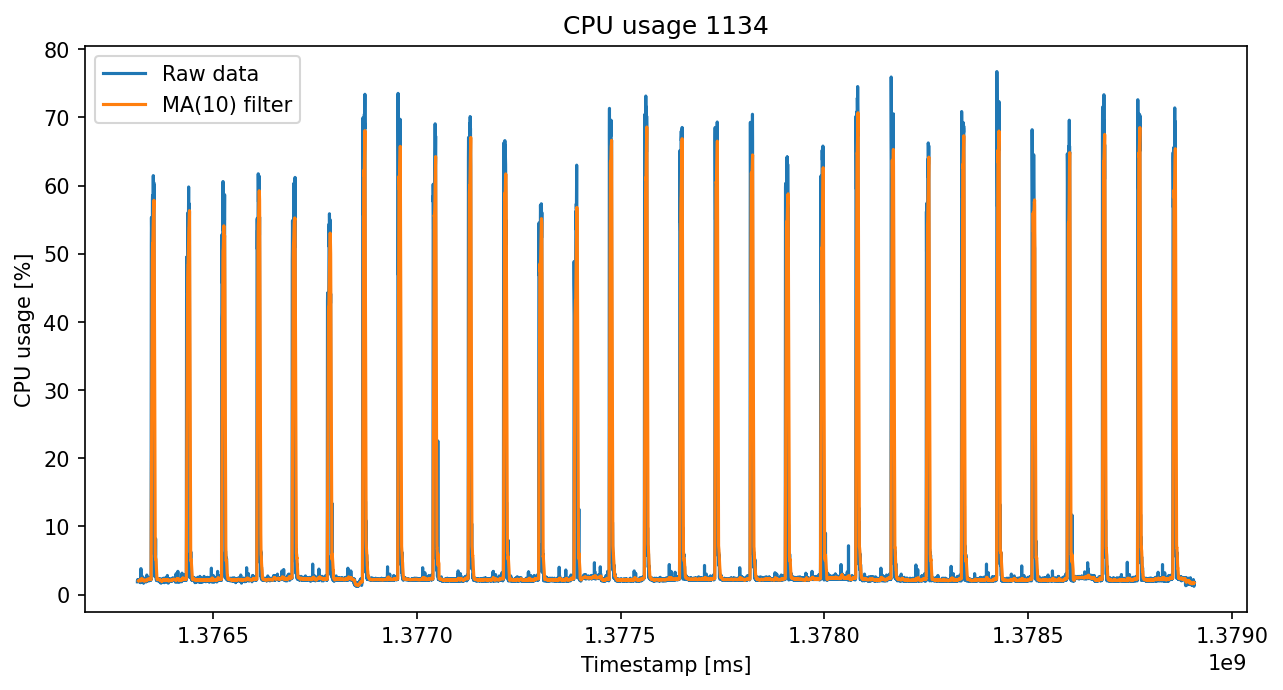 CPU usage 1134
80
70
60
50
40
30
20
10
0
CPU usage [%]
Raw data
MA(10) filter
1.3765 1.3770 1.3775 1.3780 1.3785 1.3790
1e9
Timestamp [ms]